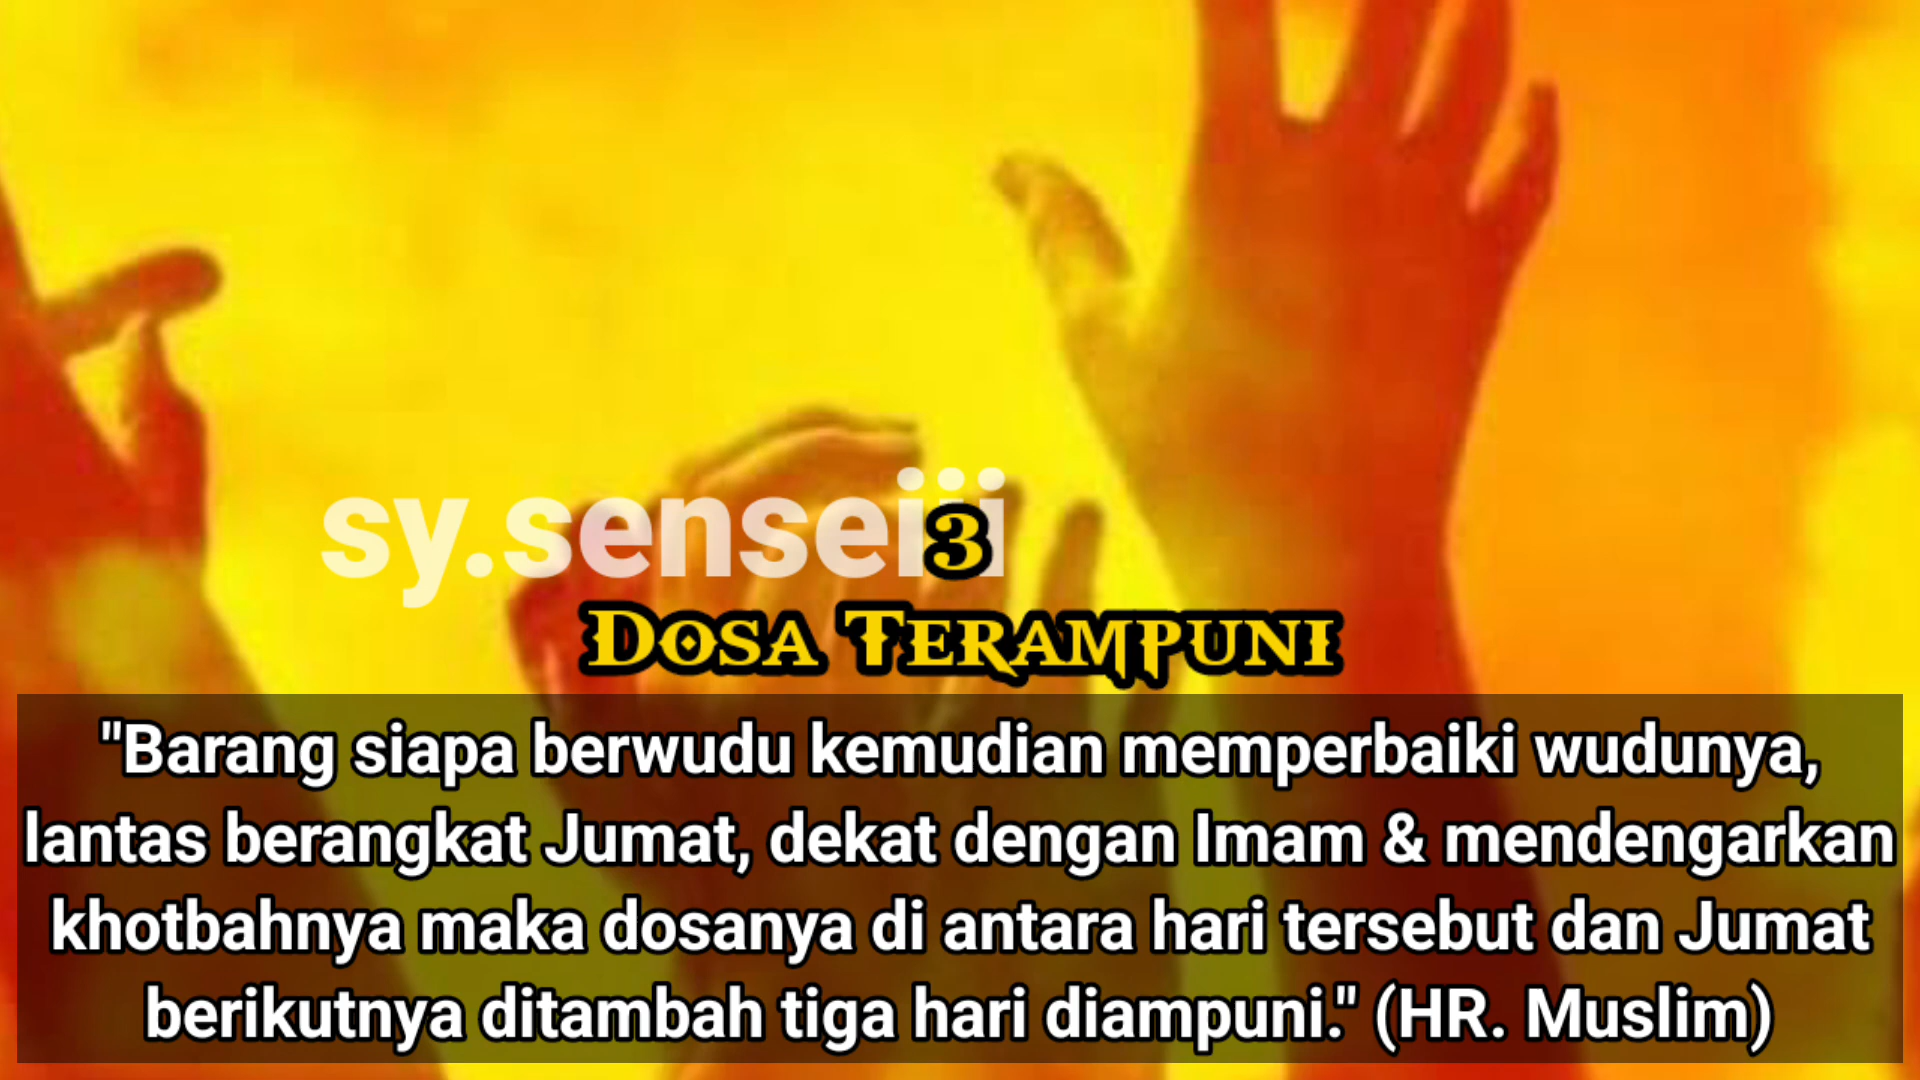 sy.senseiii
3
Dosa Terampuni
"Barang siapa berwudu kemudian memperbaiki wudunya,
lantas berangkat Jumat, dekat dengan Imam & mendengarkan
khotbahnya maka dosanya di antara hari tersebut dan Jumat
berikutnya ditambah tiga hari diampuni." (HR. Muslim)